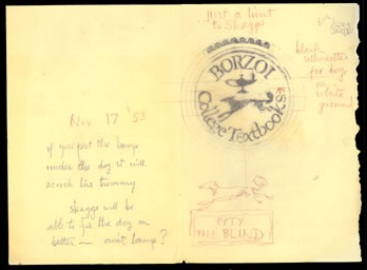 Just a hint
to Skaggs
BORZOI
College Textbooks
black
silhouette
for dog
on
white
ground
Nov 17 '53
if you put the lamp
under the dog it will
scorch his tummy
Skaggs will be
able to fix the dog up
better — omit lamp?
PITY
THE BLIND